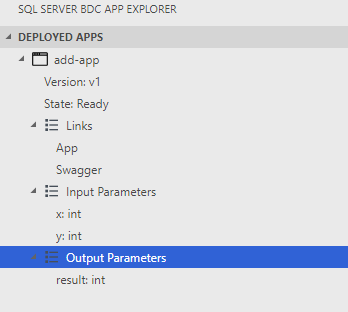 SQL SERVER BDC APP EXPLORER
DEPLOYED APPS
add-app
Version: v1
State: Ready
Links
App
Swagger
Input Parameters
x: int
y: int
Output Parameters
result: int